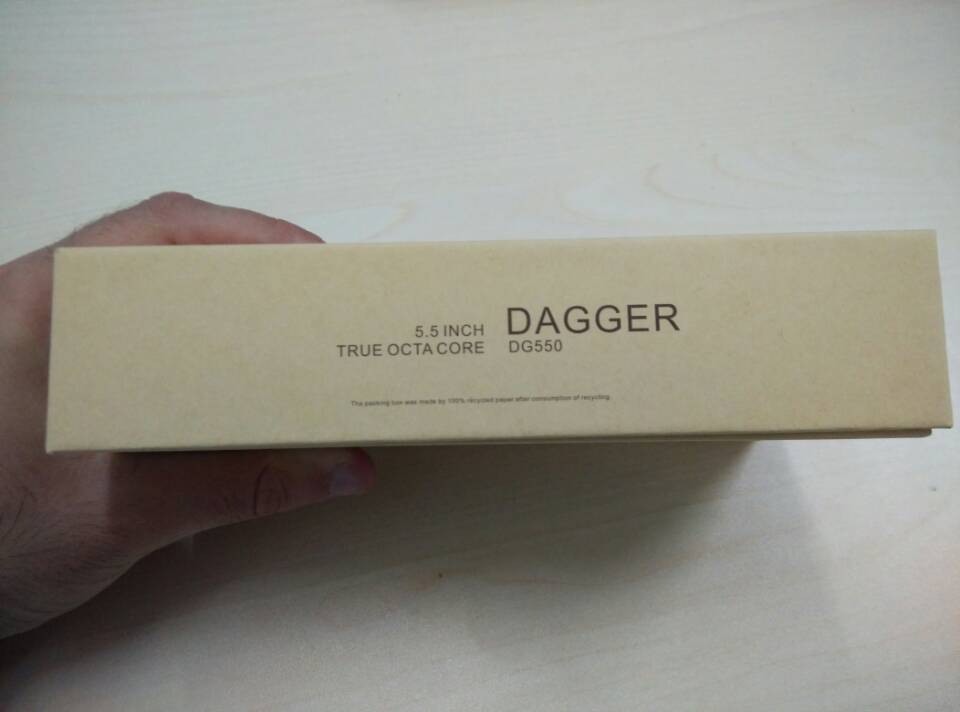 5.5 INCH
TRUE OCTA CORE
DAGGER
DG550
The packing box was made by 100% recycled paper after consumption of recycling.